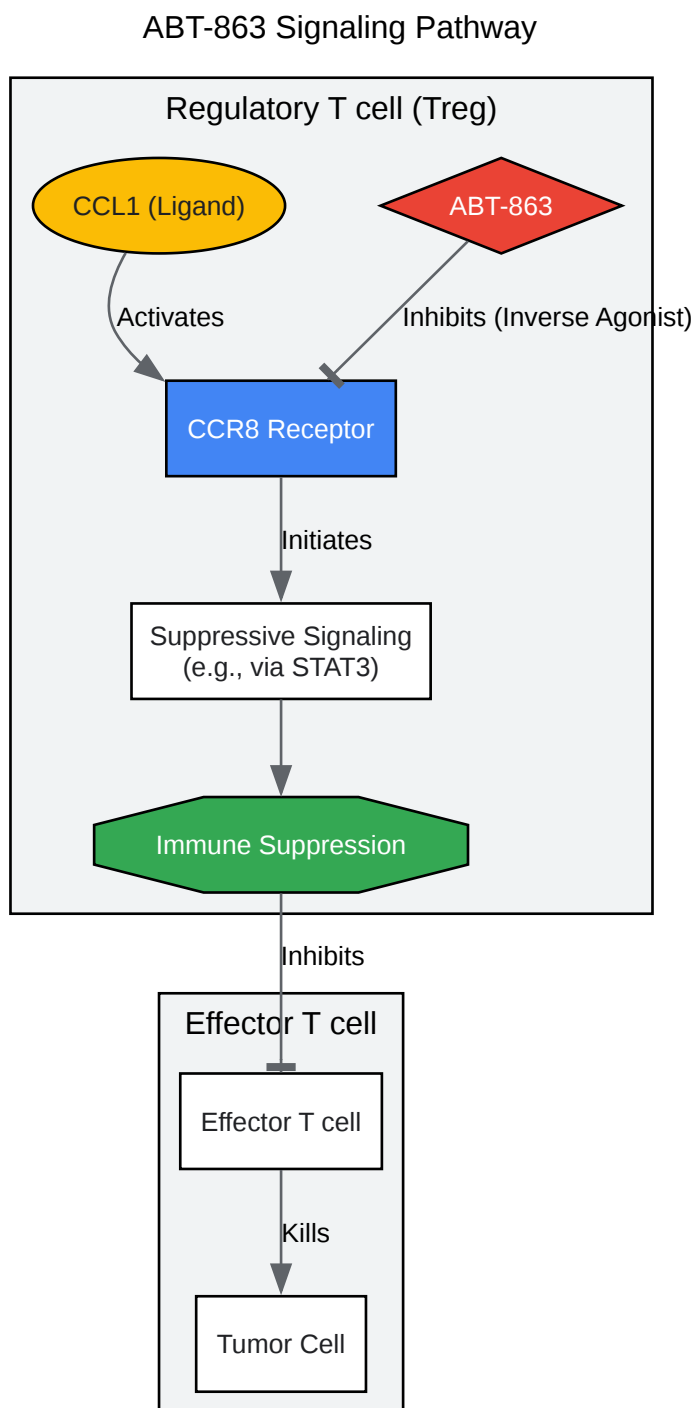 ABT-863 Signaling Pathway
Regulatory T cell (Treg)
CCL1 (Ligand)
ABT-863
Activates
Inhibits (Inverse Agonist)
CCR8 Receptor
Initiates
Suppressive Signaling
(e.g., via STAT3)
Immune Suppression
Inhibits
Effector T cell
Effector T cell
Kills
Tumor Cell